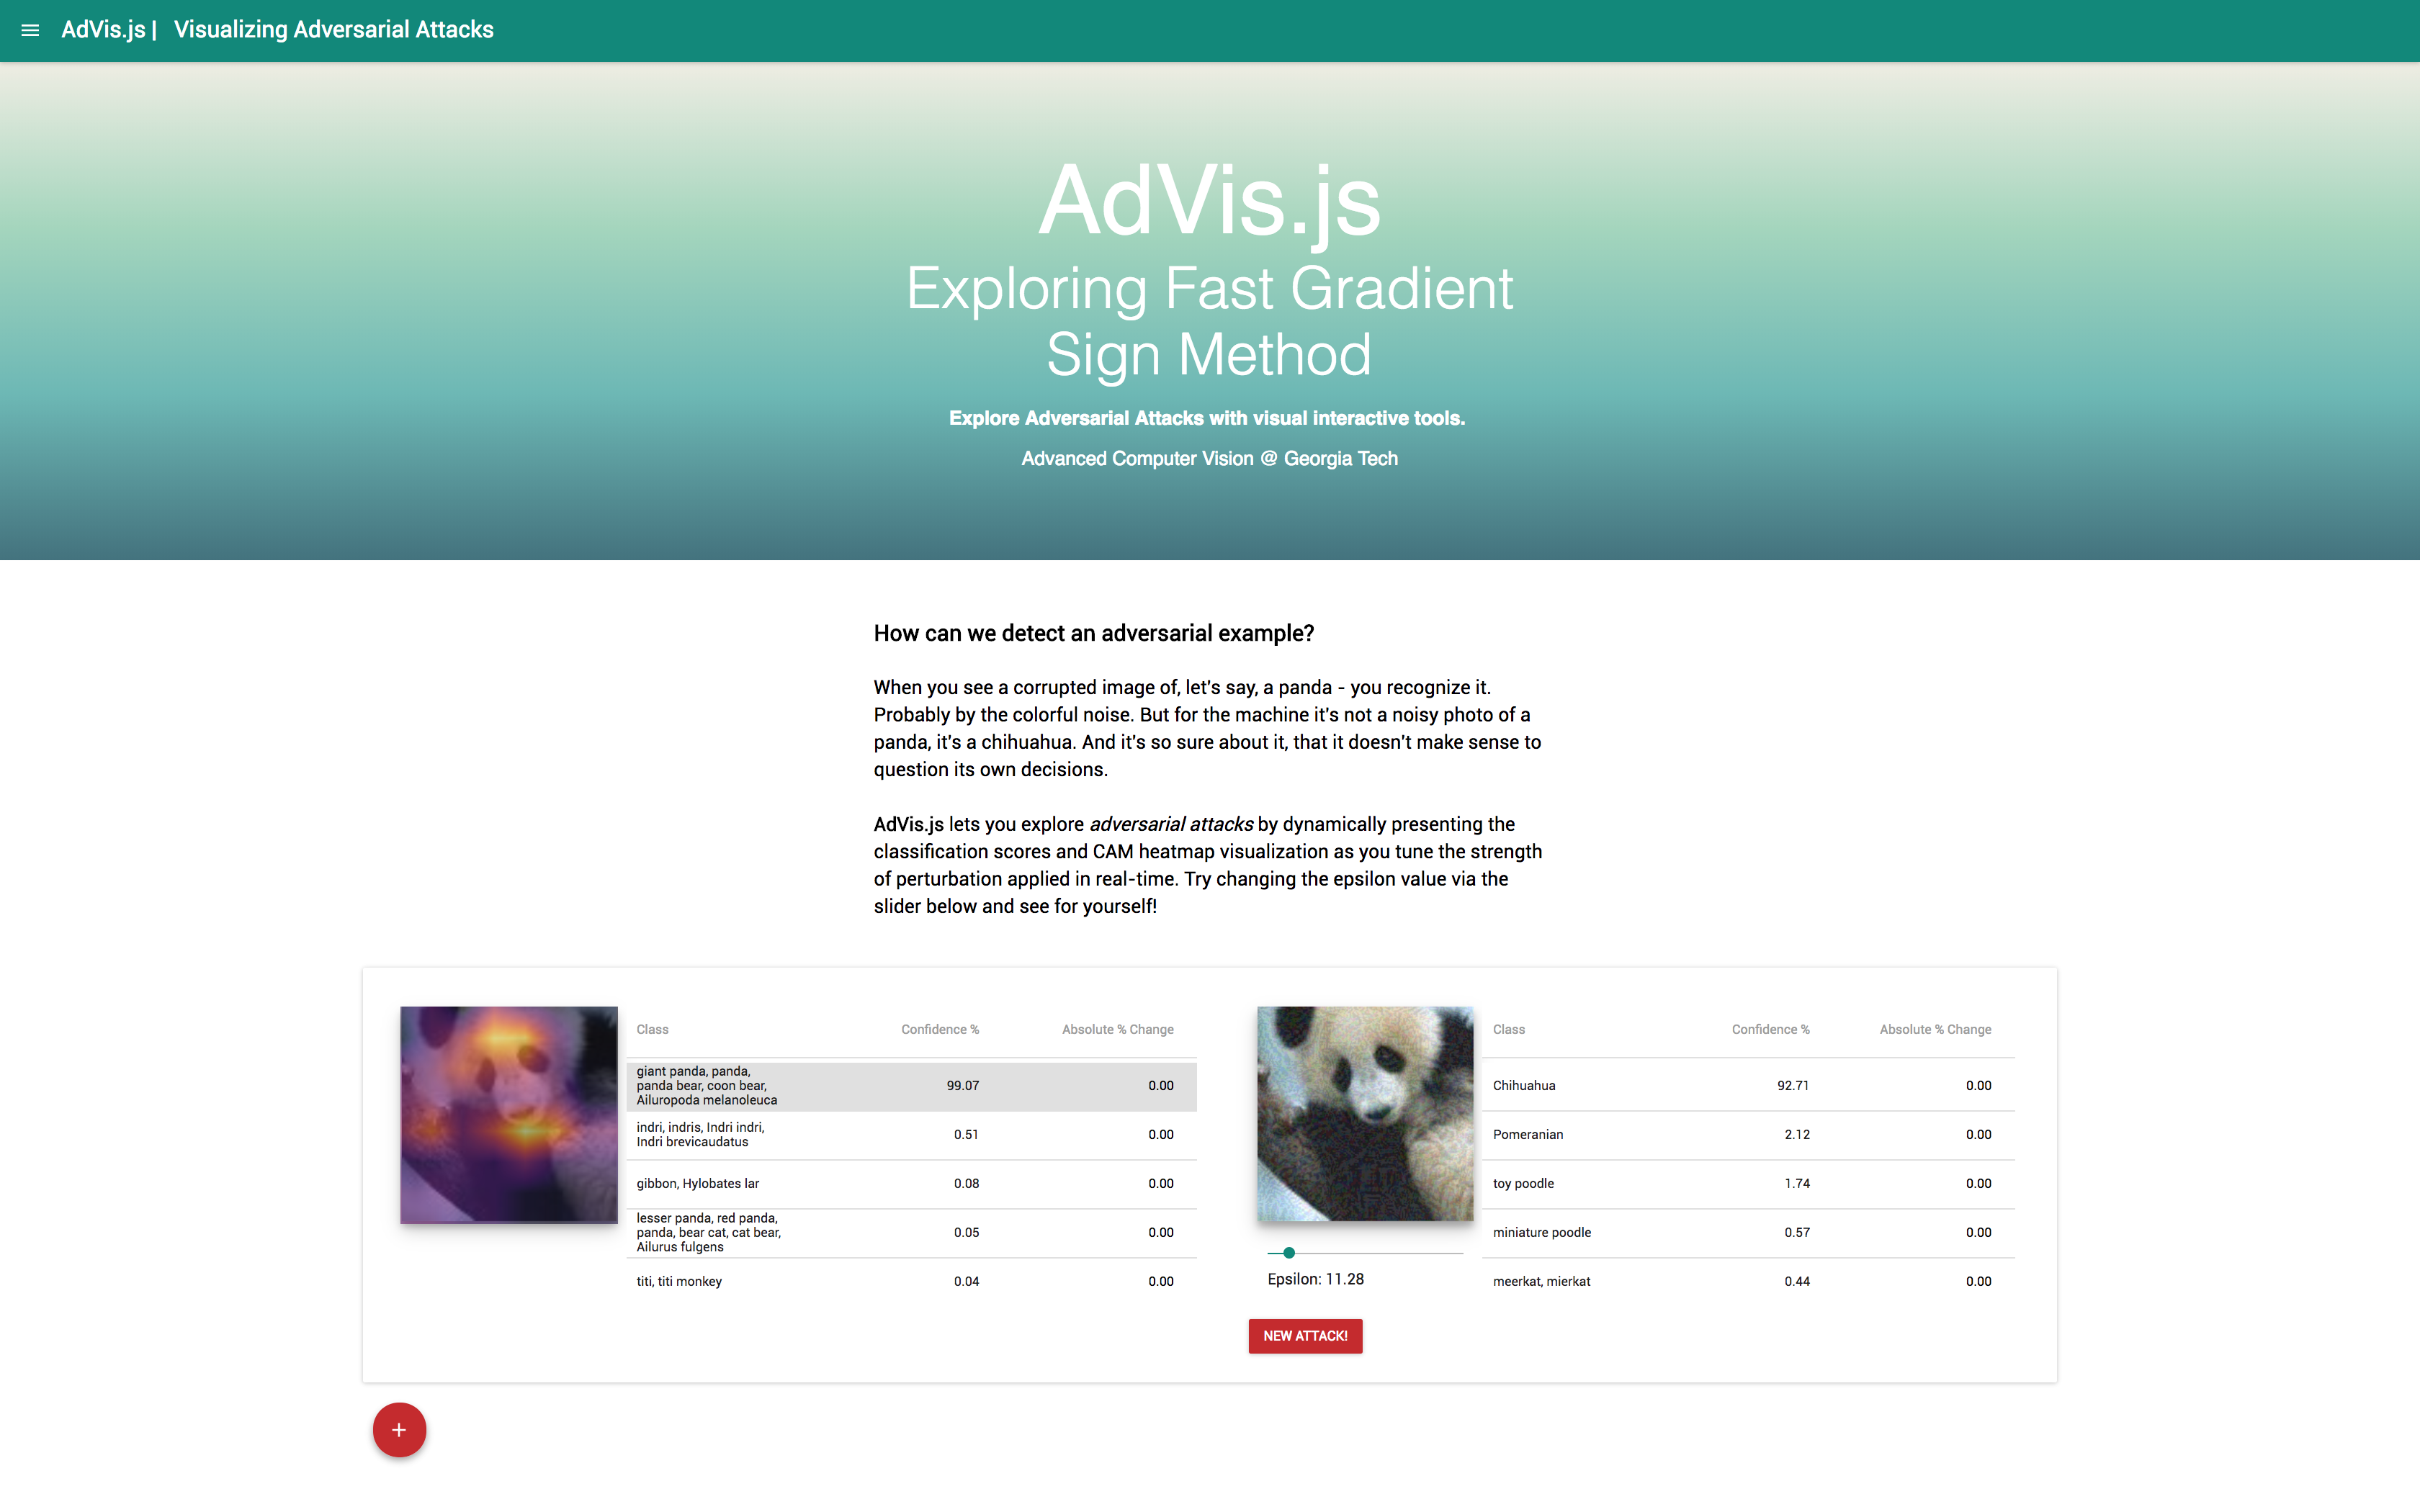 AdVis.js | Visualizing Adversarial Attacks
AdVis.js
Exploring Fast Gradient
Sign Method
Explore Adversarial Attacks with visual interactive tools.
Advanced Computer Vision @ Georgia Tech
How can we detect an adversarial example?
When you see a corrupted image of, let's say, a panda - you recognize it.
Probably by the colorful noise. But for the machine it's not a noisy photo of a
panda, it's a chihuahua. And it's so sure about it, that it doesn't make sense to
question its own decisions.
AdVis.js lets you explore adversarial attacks by dynamically presenting the
classification scores and CAM heatmap visualization as you tune the strength
of perturbation applied in real-time. Try changing the epsilon value via the
slider below and see for yourself!
Class Confidence % Absolute % Change
giant panda, panda,
panda bear, coon bear,
Ailuropoda melanoleuca
99.07 0.00
indri, indris, Indri indri,
Indri brevicaudatus
0.51 0.00
gibbon, Hylobates lar 0.08 0.00
lesser panda, red panda,
panda, bear cat, cat bear,
Ailurus fulgens
0.05 0.00
titi, titi monkey 0.04 0.00
Class Confidence % Absolute % Change
Chihuahua 92.71 0.00
Pomeranian 2.12 0.00
toy poodle 1.74 0.00
miniature poodle 0.57 0.00
meerkat, mierkat 0.44 0.00
Epsilon: 11.28
NEW ATTACK!
+